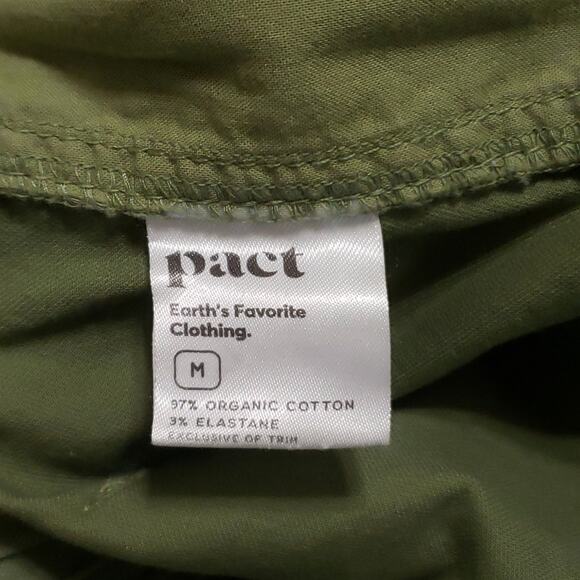 pact
Earth's Favorite
Clothing.
M
97% ORGANIC COTTON
3% ELASTANE
EXCLUSIVE OF TRIM